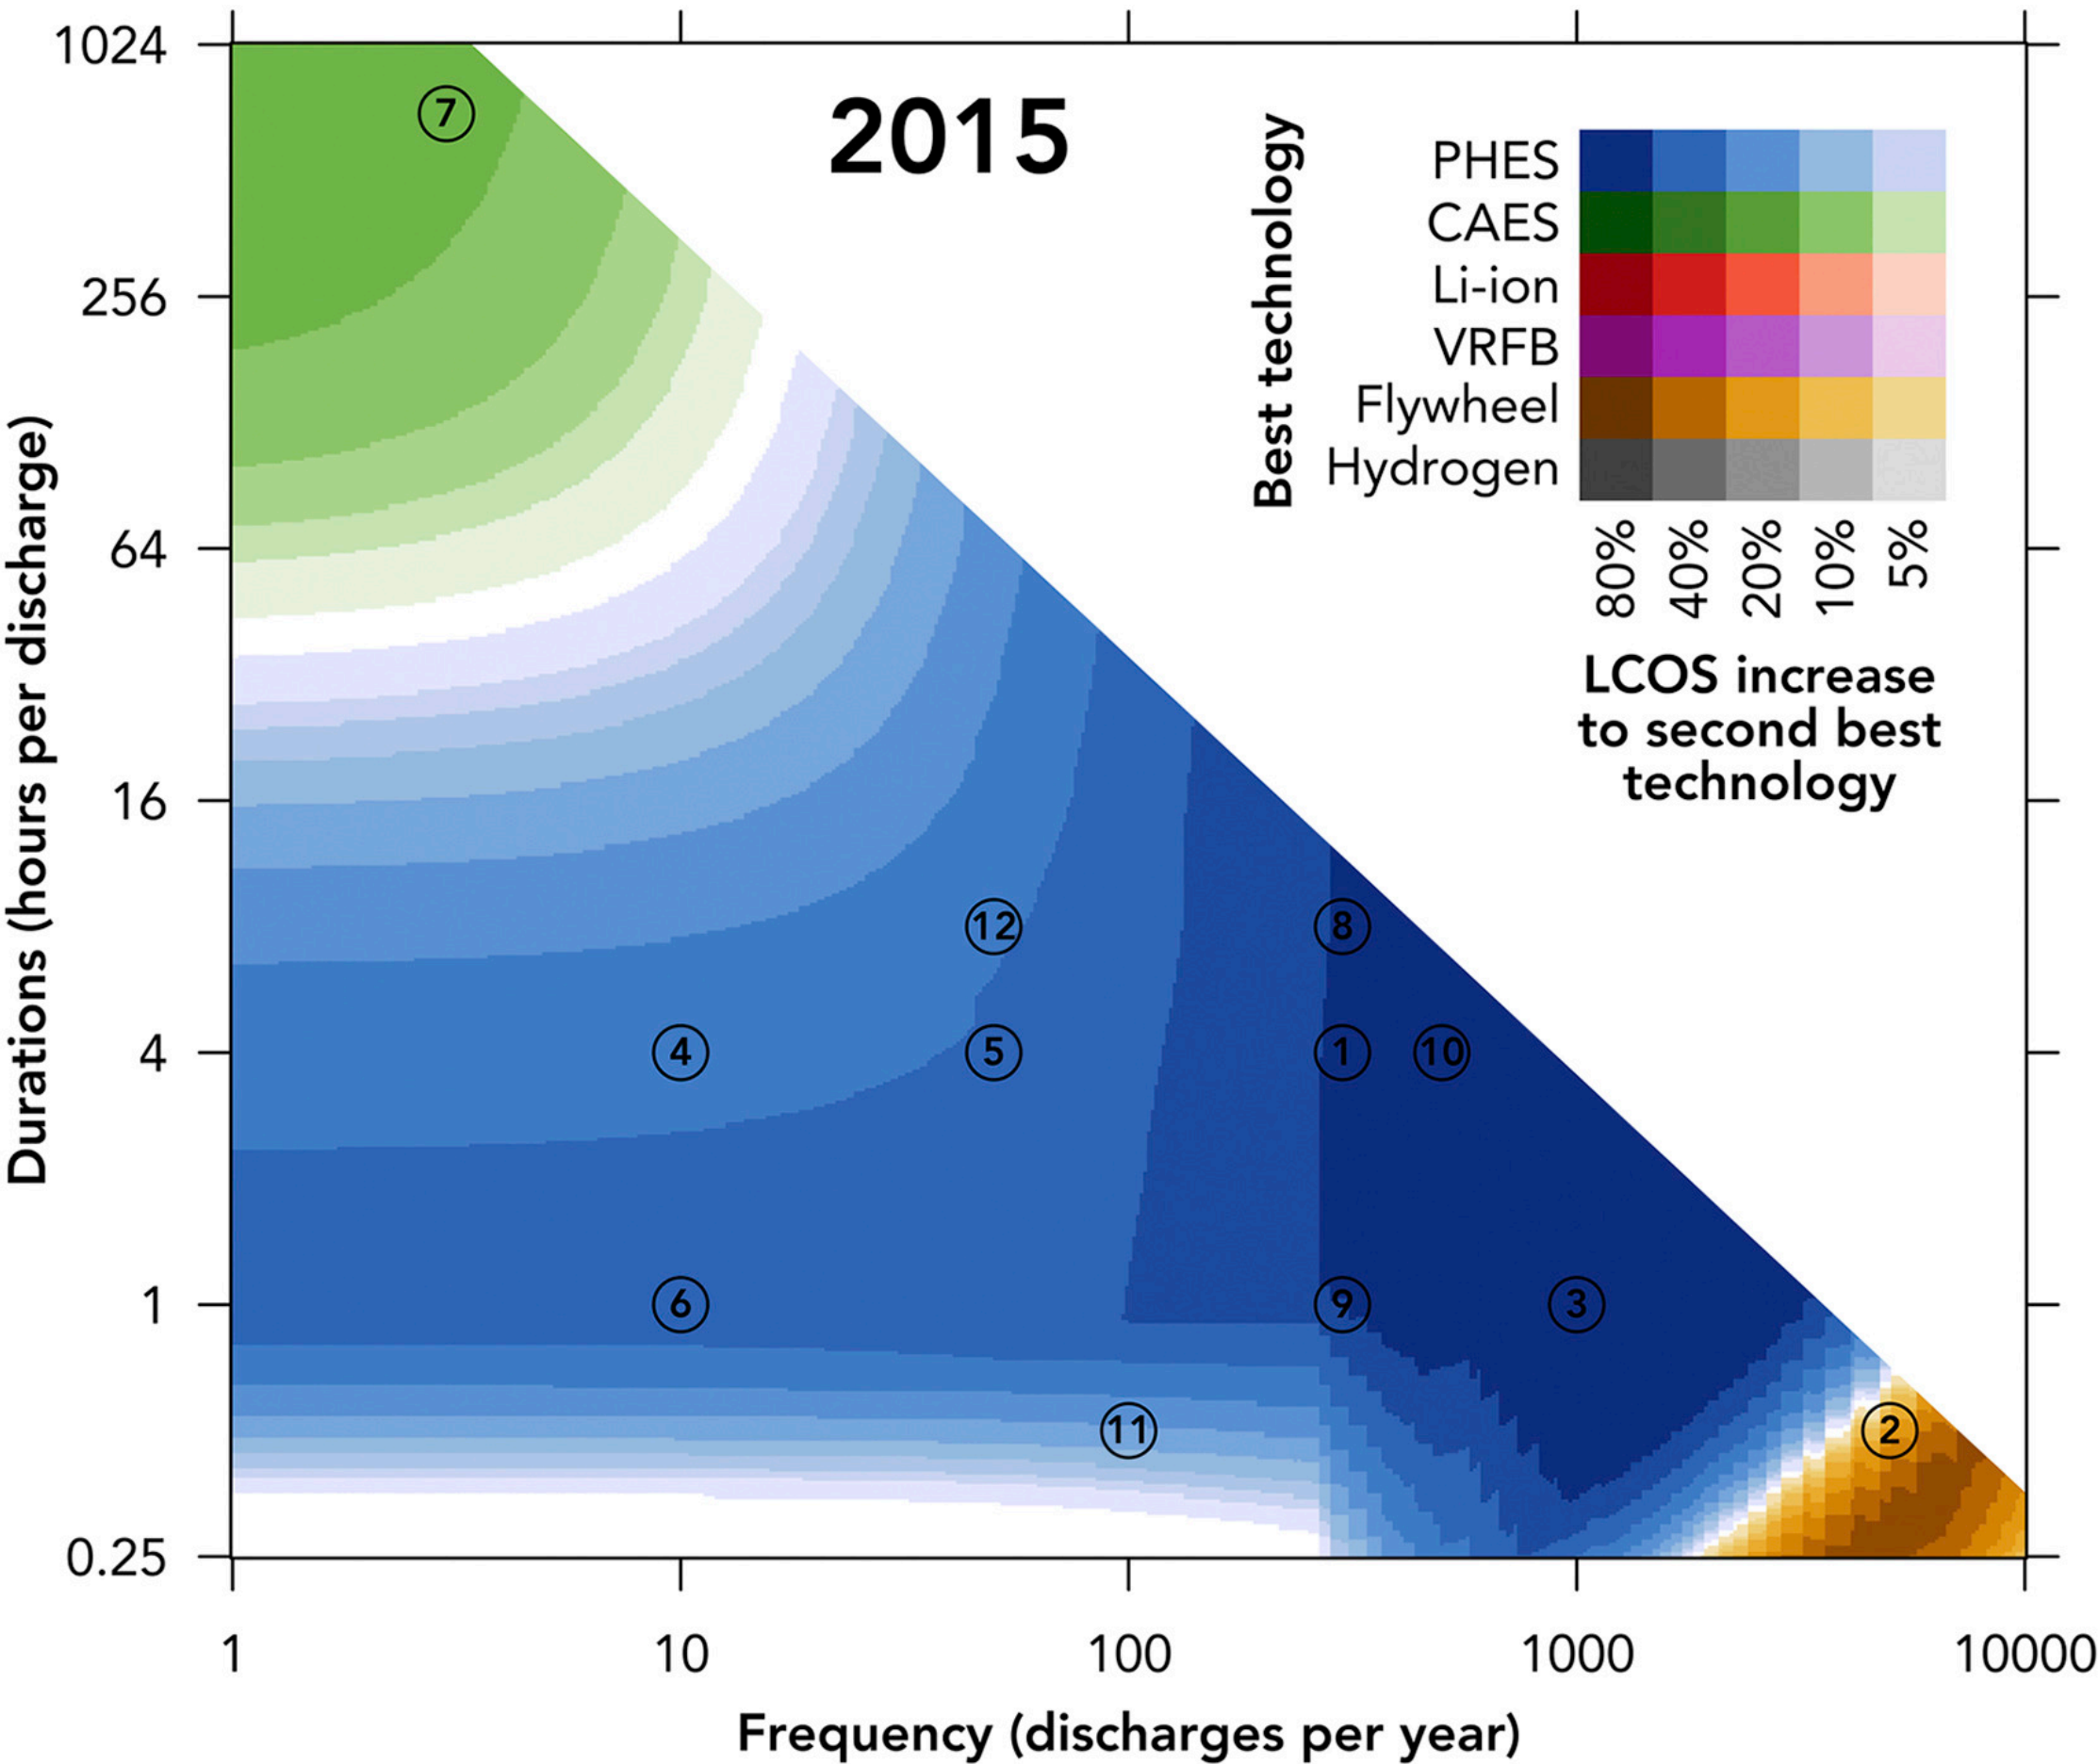 2015
1024
256
64
16
4
1
0.25
Durations (hours per discharge)
7
12
8
4
5
1
10
6
9
3
11
2
Best technology
PHES
CAES
Li-ion
VRFB
Flywheel
Hydrogen
80%
40%
20%
10%
5%
LCOS increase
to second best
technology
1
10
100
1000
10000
Frequency (discharges per year)